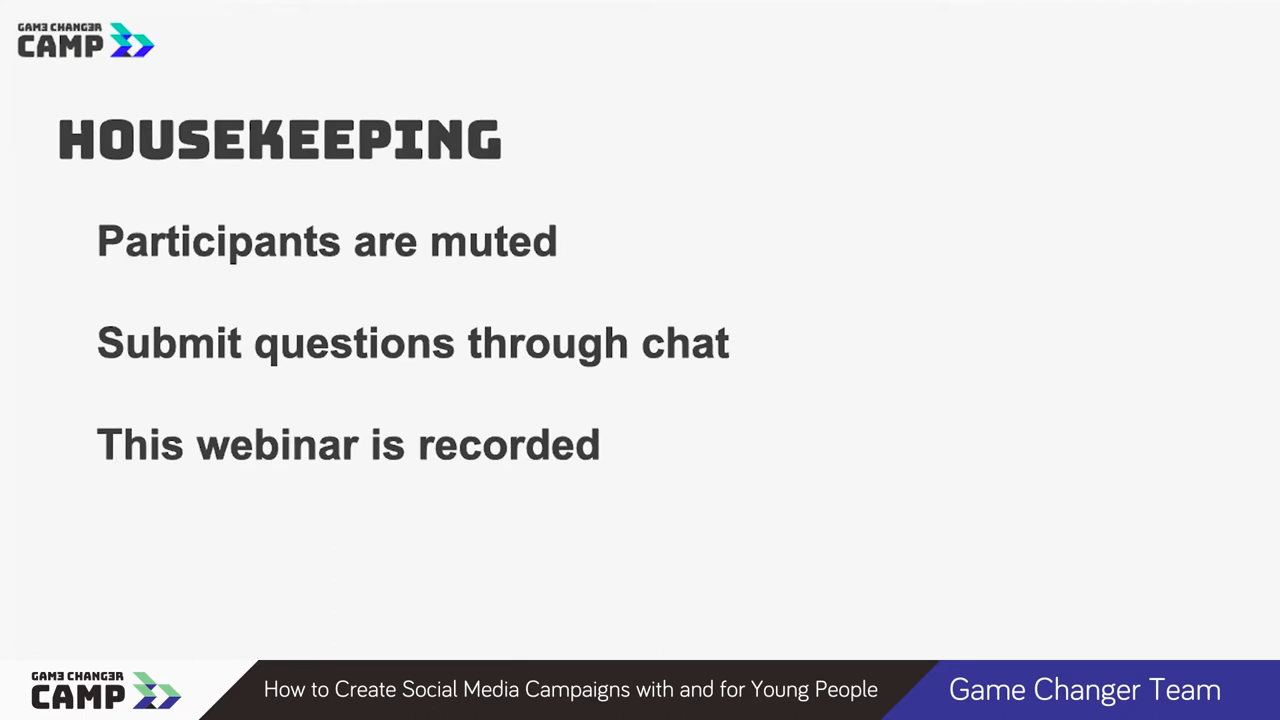 GAM3 CHANG3R
CAMP
HOUSEKEEPING
Participants are muted
Submit questions through chat
This webinar is recorded
GAM3 CHANG3R
CAMP
How to Create Social Media Campaigns with and for Young People
Game Changer Team